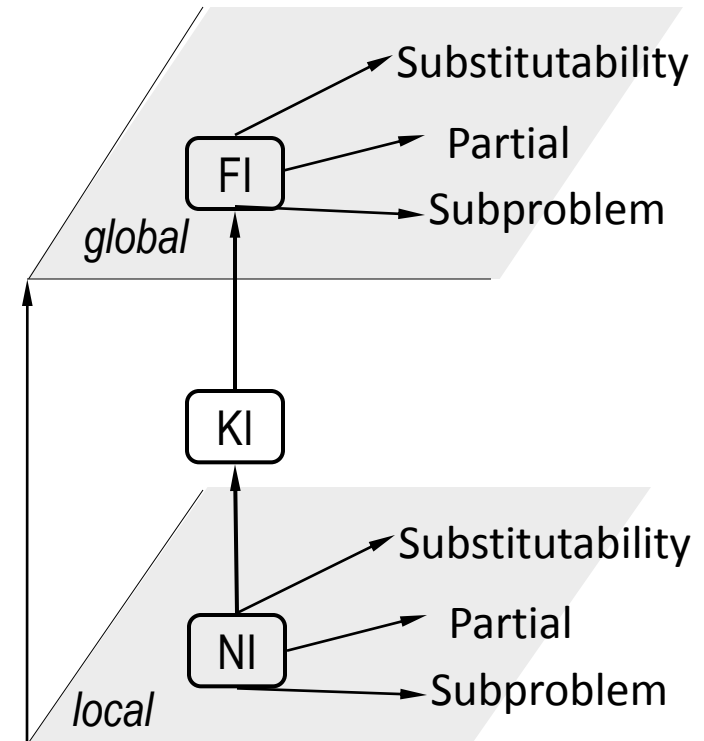 Substitutability
Partial
FI
Subproblem
global
KI
Substitutability
Partial
NI
Subproblem
local